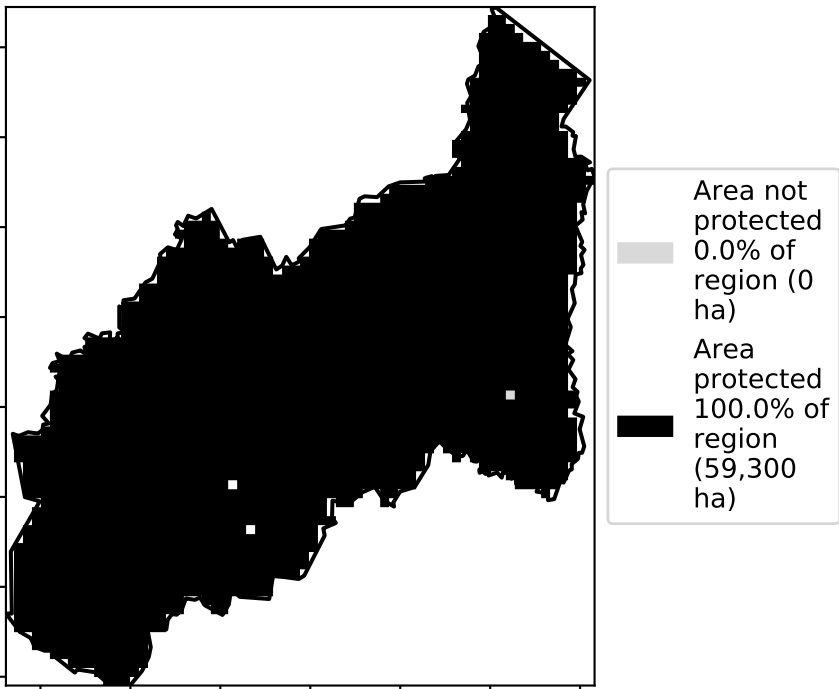 Area not
protected
0.0% of
region (0
ha)
Area
protected
100.0% of
region
(59,300
ha)